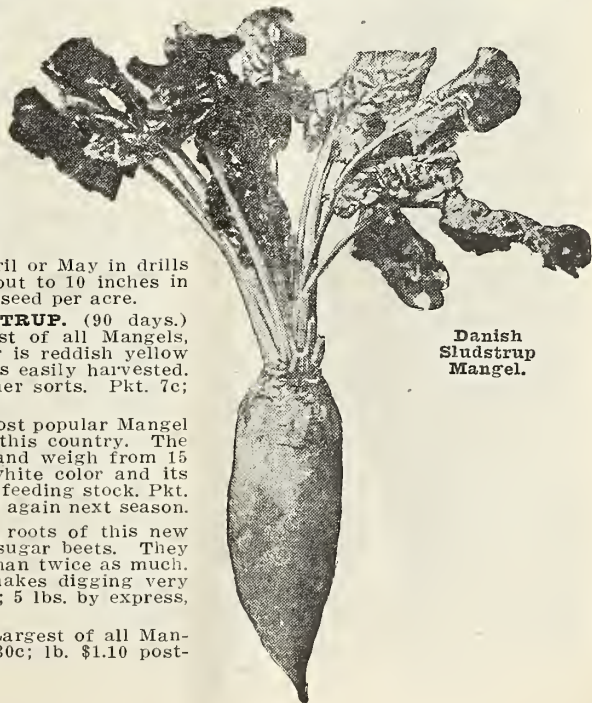 ril or May in drills
out to 10 inches in
seed per acre.
TRUP. (90 days.)
st of all Mangels,
r is reddish yellow
s easily harvested.
her sorts. Pkt. 7c;
ost popular Mangel
this country. The
and weigh from 15
white color and its
feeding stock. Pkt.
again next season.
roots of this new
sugar beets. They
han twice as much.
nakes digging very
; 5 lbs. by express,
Largest of all Man-
30c; lb. $1.10 post-
Danish
Sludstrup
Mangel.